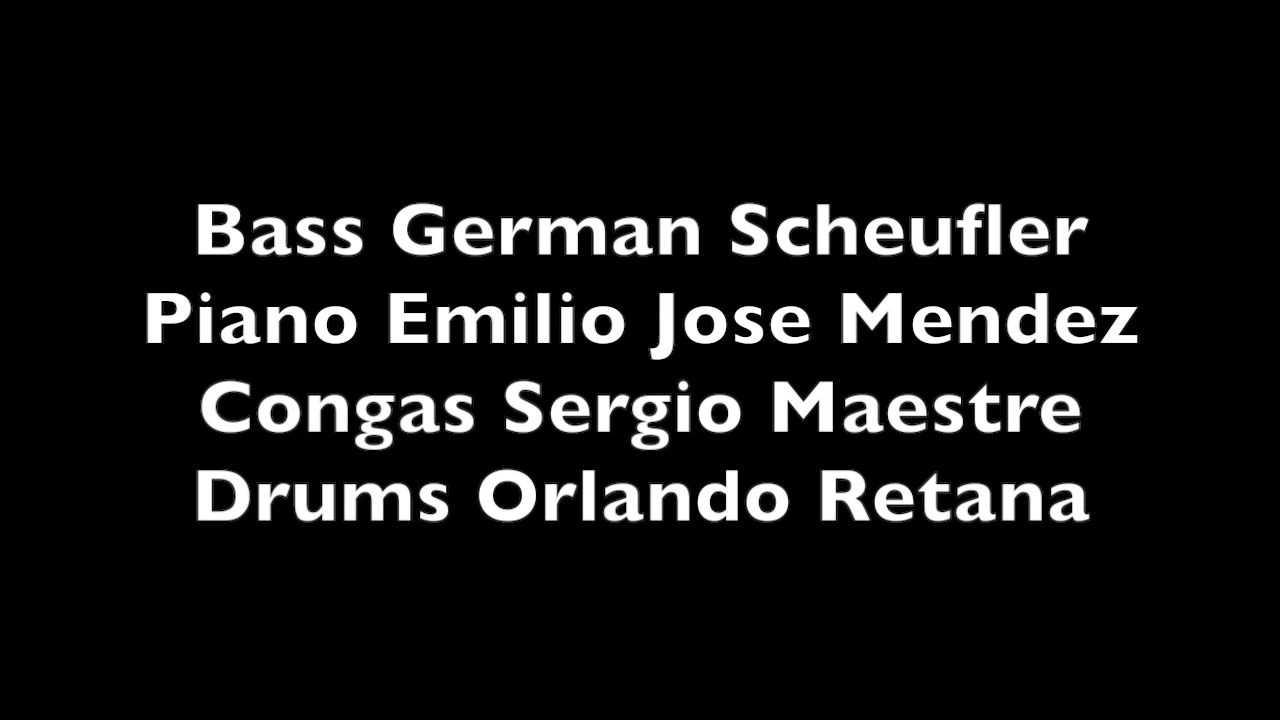 Bass German Scheufler
Piano Emilio Jose Mendez
Congas Sergio Maestre
Drums Orlando Retana